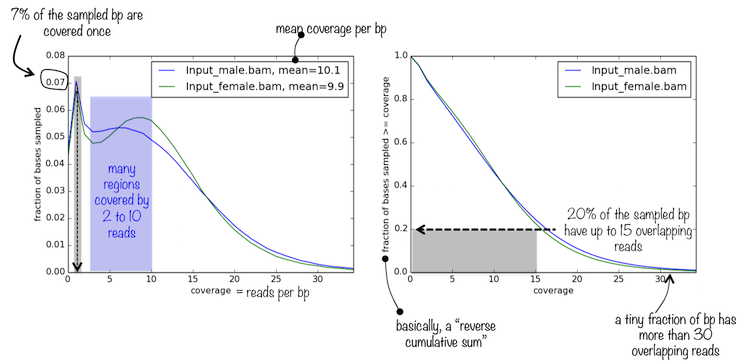 7% of the sampled bp are
covered once
mean coverage per bp
0.08
0.07
0.06
0.05
0.04
0.03
0.02
0.01
0.00
fraction of bases sampled
Input_male.bam, mean=10.1
Input_female.bam, mean=9.9
many
regions
covered by
2 to 10
reads
0 5 10 15 20 25 30
coverage = reads per bp
1.0
0.8
0.6
0.4
0.2
0.0
fraction of bases sampled >= coverage
Input_male.bam
Input_female.bam
20% of the sampled bp
have up to 15 overlapping
reads
0 5 10 15 20 25 30
coverage
basically, a "reverse
cumulative sum"
a tiny fraction of bp has
more than 30
overlapping reads